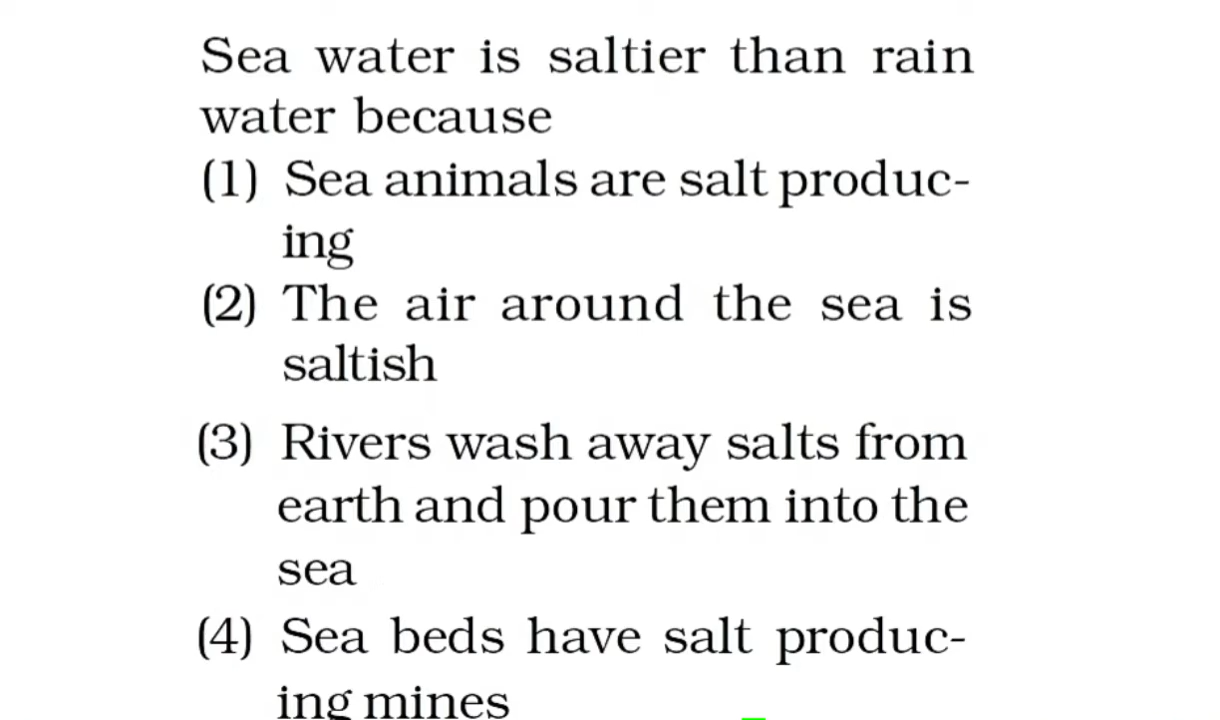 Sea water is saltier than rain
water because
(1) Sea animals are salt produc-
ing
(2) The air around the sea is
saltish
(3) Rivers wash away salts from
earth and pour them into the
sea
(4) Sea beds have salt produc-
ing mines